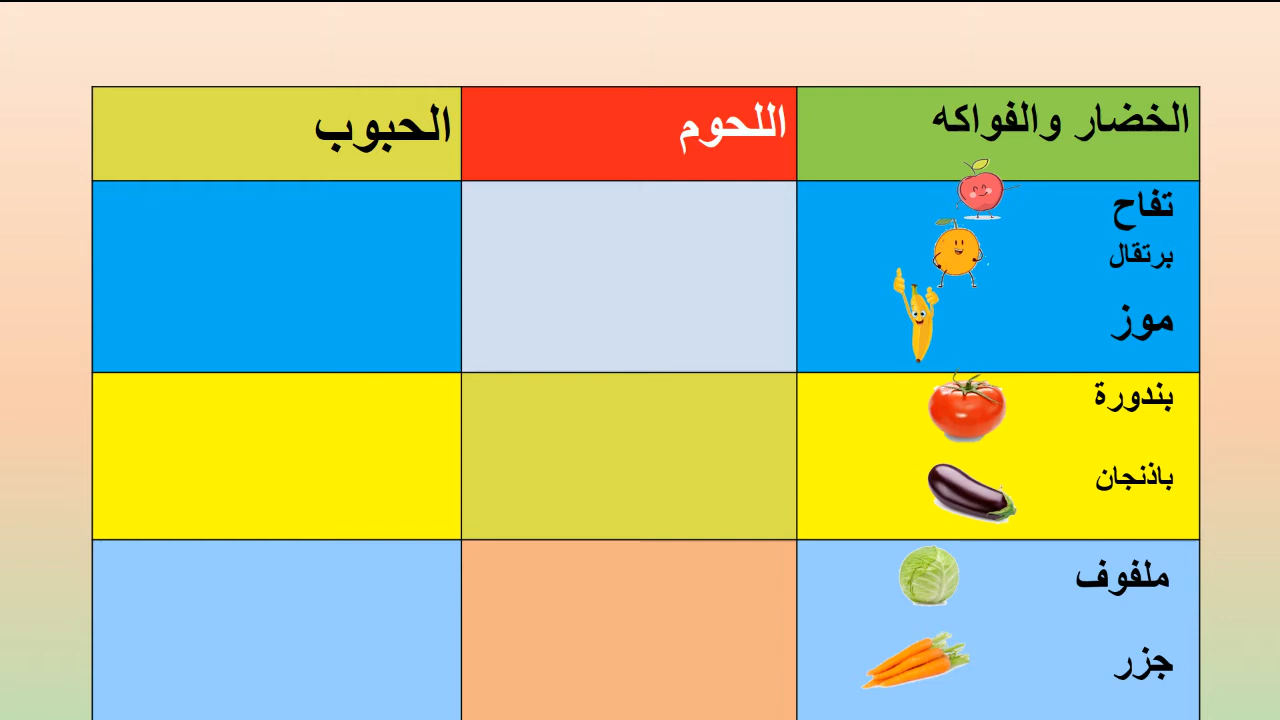 الخضار والفواكه
اللحوم
الحبوب
تفاح
برتقال
موز
بندورة
باذنجان
ملفوف
جزر